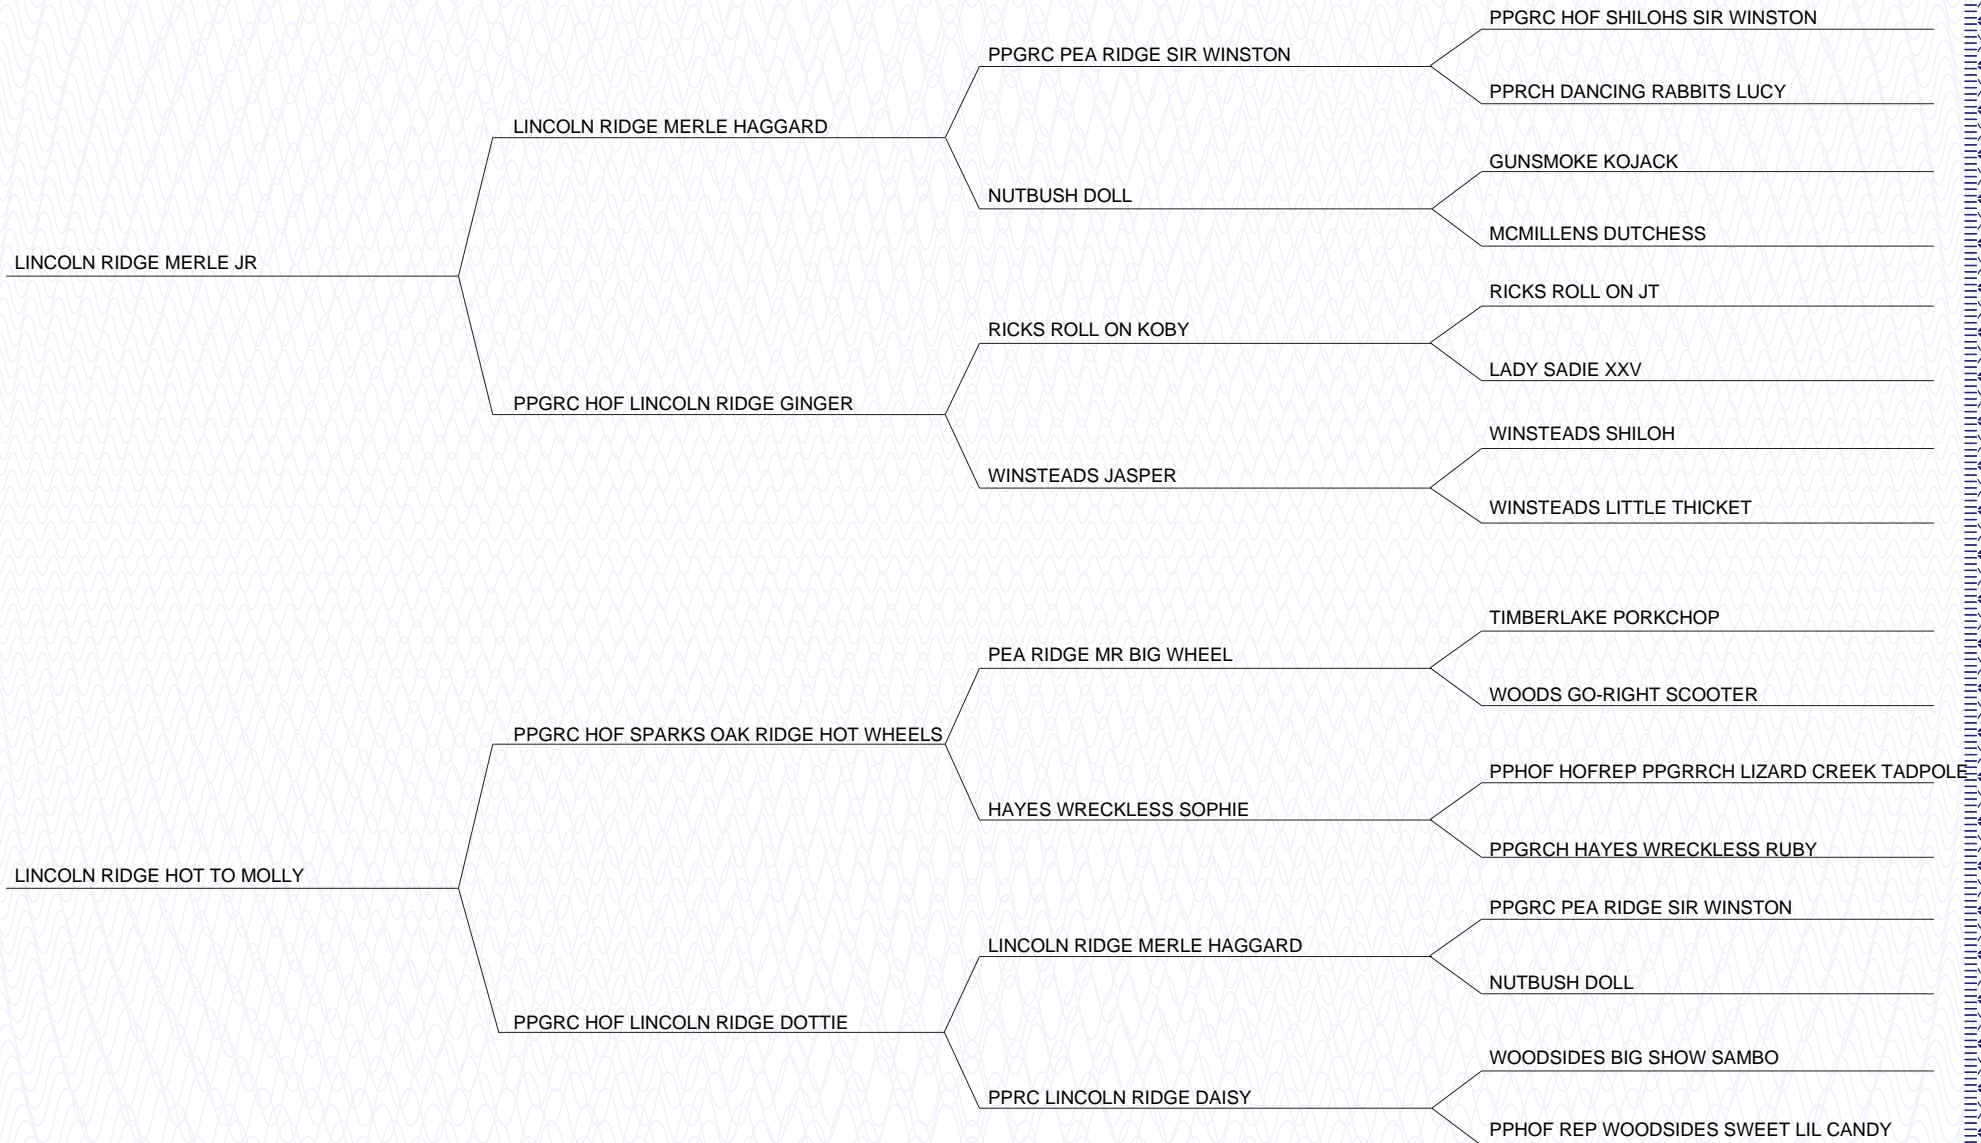 PPGRC HOF SHILOHS SIR WINSTON
PPGRC PEA RIDGE SIR WINSTON
PPRCH DANCING RABBITS LUCY
LINCOLN RIDGE MERLE HAGGARD
GUNSMOKE KOJACK
NUTBUSH DOLL
MCMILLENS DUTCHESS
LINCOLN RIDGE MERLE JR
RICKS ROLL ON JT
RICKS ROLL ON KOBY
LADY SADIE XXV
PPGRC HOF LINCOLN RIDGE GINGER
WINSTEADS SHILOH
WINSTEADS JASPER
WINSTEADS LITTLE THICKET
TIMBERLAKE PORKCHOP
PEA RIDGE MR BIG WHEEL
WOODS GO-RIGHT SCOOTER
PPGRC HOF SPARKS OAK RIDGE HOT WHEELS
PPHOF HOFREP PPGRRCH LIZARD CREEK TADPOLE
HAYES WRECKLESS SOPHIE
PPGRCH HAYES WRECKLESS RUBY
LINCOLN RIDGE HOT TO MOLLY
PPGRC PEA RIDGE SIR WINSTON
LINCOLN RIDGE MERLE HAGGARD
NUTBUSH DOLL
PPGRC HOF LINCOLN RIDGE DOTTIE
WOODSIDES BIG SHOW SAMBO
PPRC LINCOLN RIDGE DAISY
PPHOF REP WOODSIDES SWEET LIL CANDY